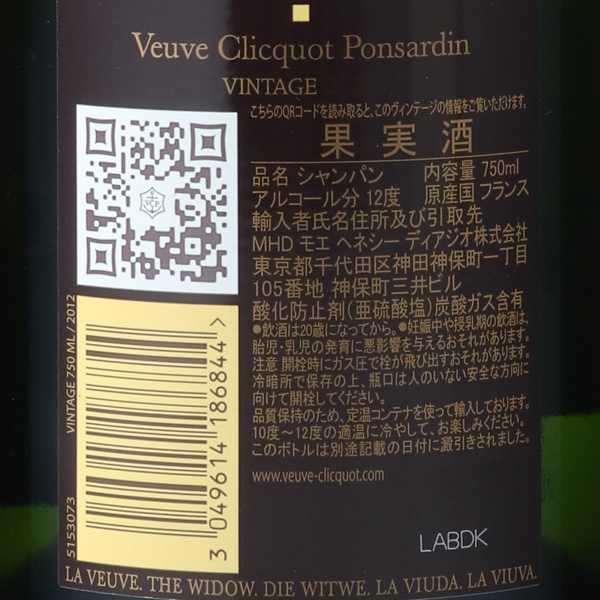 Veuve Clicquot Ponsardin
VINTAGE
こちらのQRコードを読み取ると、このヴィンテージの情報をご覧いただけます。
果実酒
品名 シャンパン 内容量 750ml
アルコール分 12度 原産国 フランス
輸入者氏名住所及び引取先
MHD モエ ヘネシー ディアジオ株式会社
東京都千代田区神田神保町一丁目
105番地 神保町三井ビル
酸化防止剤(亜硫酸塩)炭酸ガス含有
●飲酒は20歳になってから。●妊娠中や授乳期の飲酒は、
胎児・乳児の発育に悪影響を与えるおそれがあります。
注意 開栓時にガス圧で栓が飛び出すおそれがあります。
冷暗所で保存の上、瓶口は人のいない安全な方向に
向けて開栓してください。
品質保持のため、定温コンテナを使って輸入しております。
10度〜12度の適温に冷やして、お楽しみください。
このボトルは別途記載の日付に澱引きされました。
www.veuve-clicquot.com
VCP
VINTAGE 750 ML / 2012
5153073
3 049614 186844 >
LABDK
LA VEUVE. THE WIDOW. DIE WITWE. LA VIUDA. LA VIUVA.